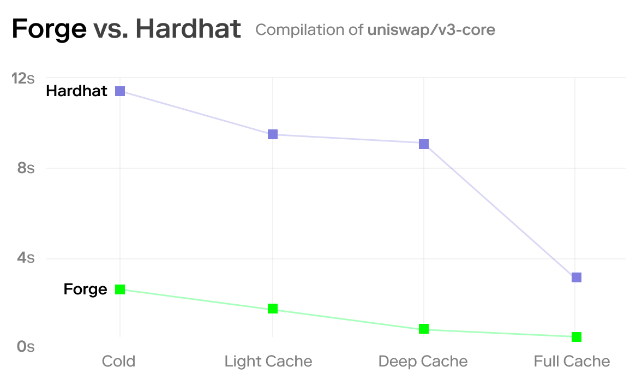 Forge vs. Hardhat Compilation of uniswap/v3-core
12s
Hardhat
8s
4s
Forge
0s
Cold Light Cache Deep Cache Full Cache